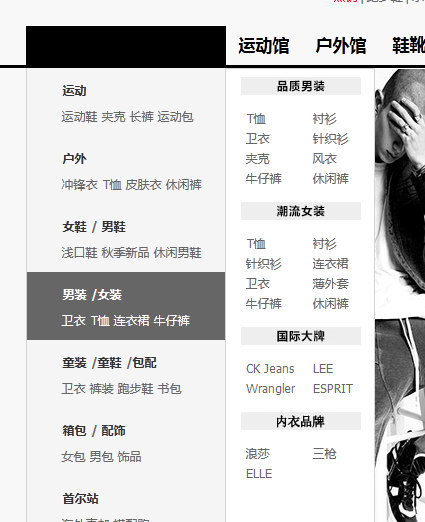 运动馆 户外馆 鞋靴
运动
运动鞋 夹克 长裤 运动包
户外
冲锋衣 T恤 皮肤衣 休闲裤
女鞋 / 男鞋
浅口鞋 秋季新品 休闲男鞋
男装 /女装
卫衣 T恤 连衣裙 牛仔裤
童装 /童鞋 /包配
卫衣 裤装 跑步鞋 书包
箱包 / 配饰
女包 男包 饰品
首尔站
品质男装
T恤 衬衫
卫衣 针织衫
夹克 风衣
牛仔裤 休闲裤
潮流女装
T恤 衬衫
针织衫 连衣裙
卫衣 薄外套
牛仔裤 休闲裤
国际大牌
CK Jeans LEE
Wrangler ESPRIT
内衣品牌
浪莎 三枪
ELLE